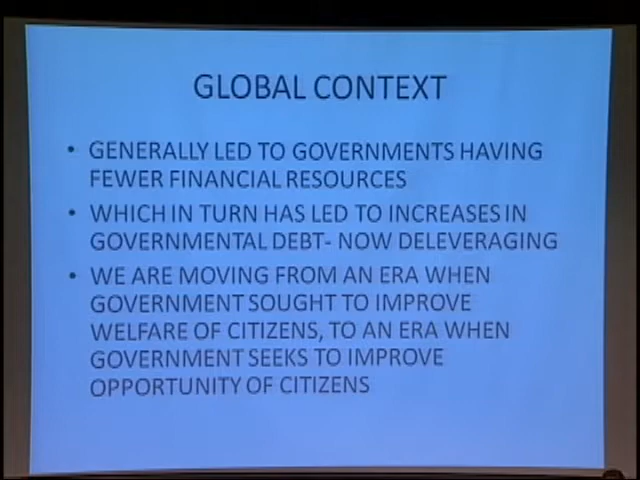 GLOBAL CONTEXT
• GENERALLY LED TO GOVERNMENTS HAVING
FEWER FINANCIAL RESOURCES
• WHICH IN TURN HAS LED TO INCREASES IN
GOVERNMENTAL DEBT- NOW DELEVERAGING
• WE ARE MOVING FROM AN ERA WHEN
GOVERNMENT SOUGHT TO IMPROVE
WELFARE OF CITIZENS, TO AN ERA WHEN
GOVERNMENT SEEKS TO IMPROVE
OPPORTUNITY OF CITIZENS